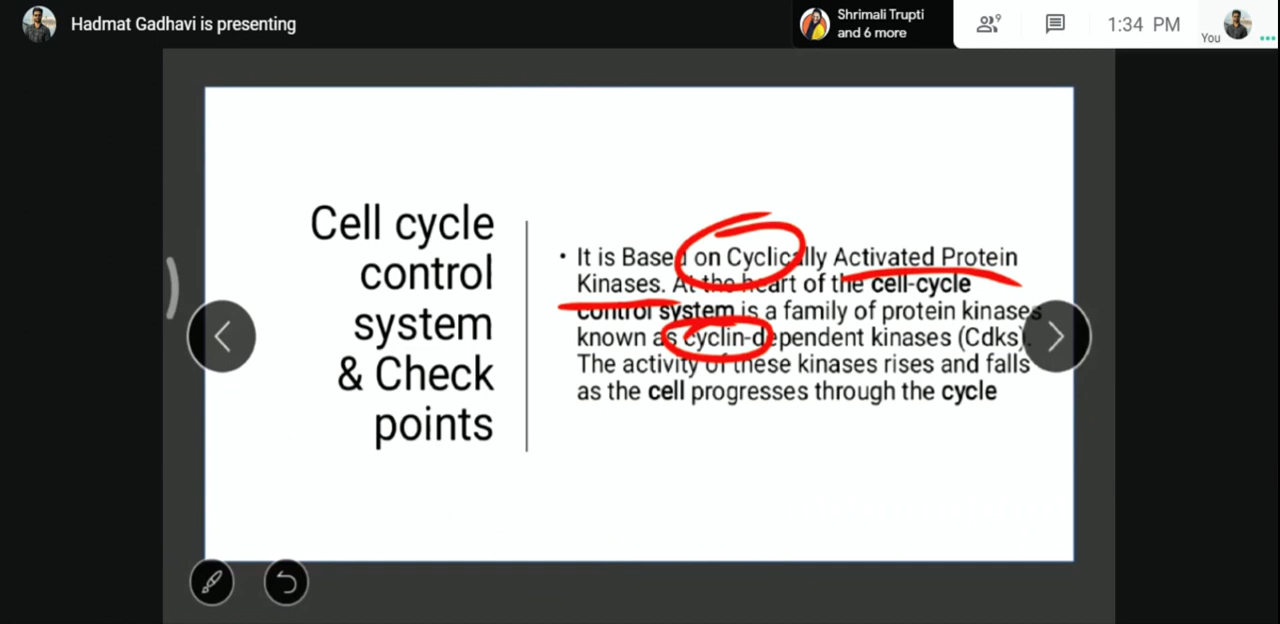 Hadmat Gadhavi is presenting
Shrimali Trupti
and 6 more
9
1:34 PM
You
Cell cycle
control
system
& Check
points
• It is Based on Cyclically Activated Protein
Kinases. At the heart of the cell-cycle
control system is a family of protein kinases
known as cyclin-dependent kinases (Cdks).
The activity of these kinases rises and falls
as the cell progresses through the cycle